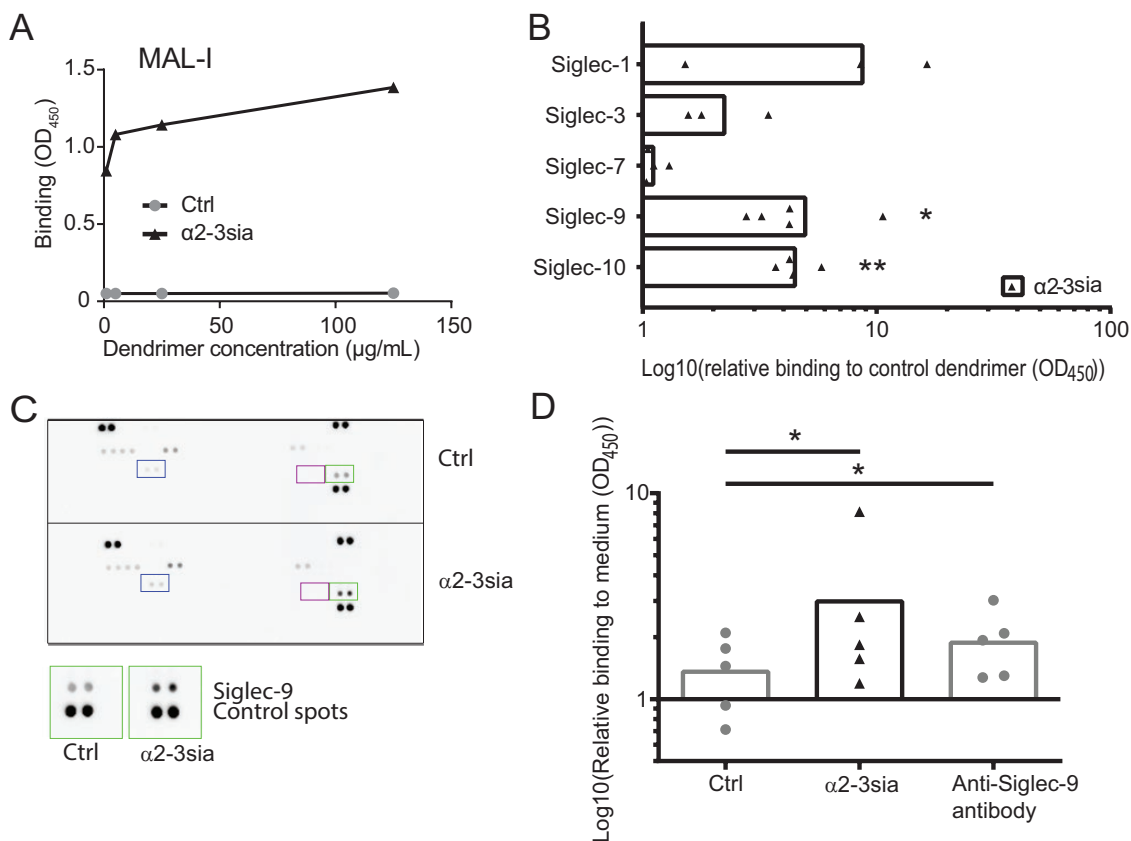 A
MAL-I
1.5
1.0
0.5
0
Binding (OD450)
Ctrl
α2-3sia
0
50
100
150
Dendrimer concentration (µg/mL)
B
Siglec-1
Siglec-3
Siglec-7
Siglec-9
*
Siglec-10
**
α2-3sia
1
10
100
Log10(relative binding to control dendrimer (OD450))
C
Ctrl
α2-3sia
Siglec-9
Control spots
Ctrl
α2-3sia
D
*
*
Log10(Relative binding to medium (OD450))
10
1
Ctrl
α2-3sia
Anti-Siglec-9
antibody